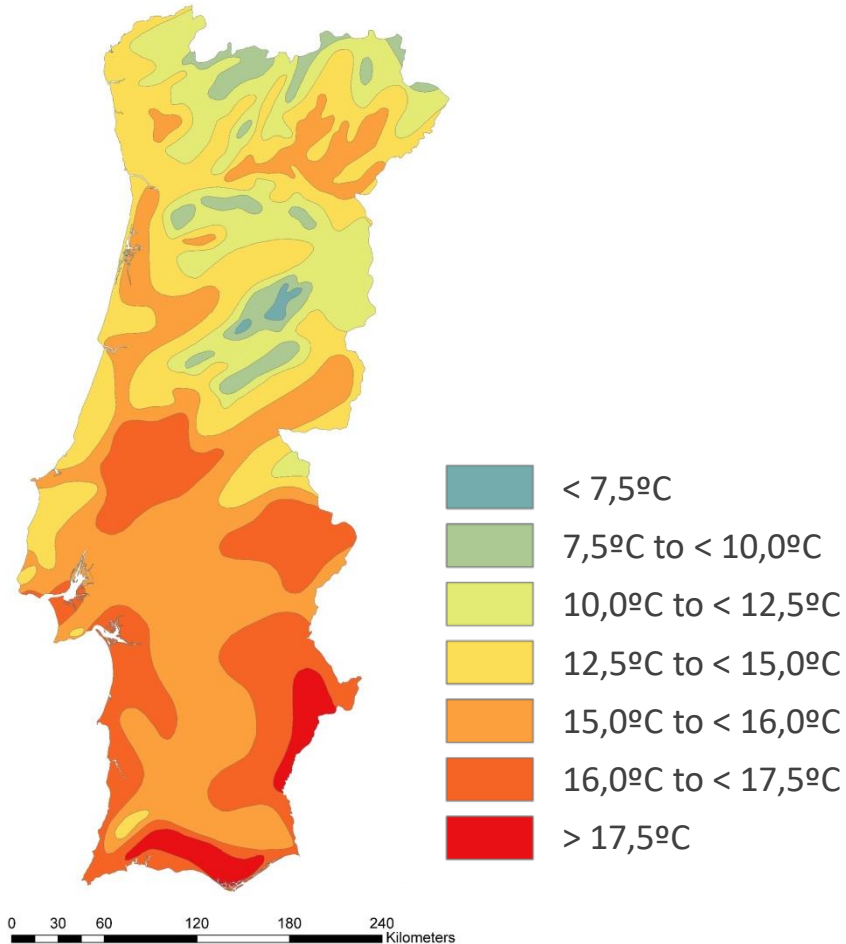 < 7,5ºC
7,5ºC to < 10,0ºC
10,0ºC to < 12,5ºC
12,5ºC to < 15,0ºC
15,0ºC to < 16,0ºC
16,0ºC to < 17,5ºC
> 17,5ºC
0 30 60 120 180 240
Kilometers